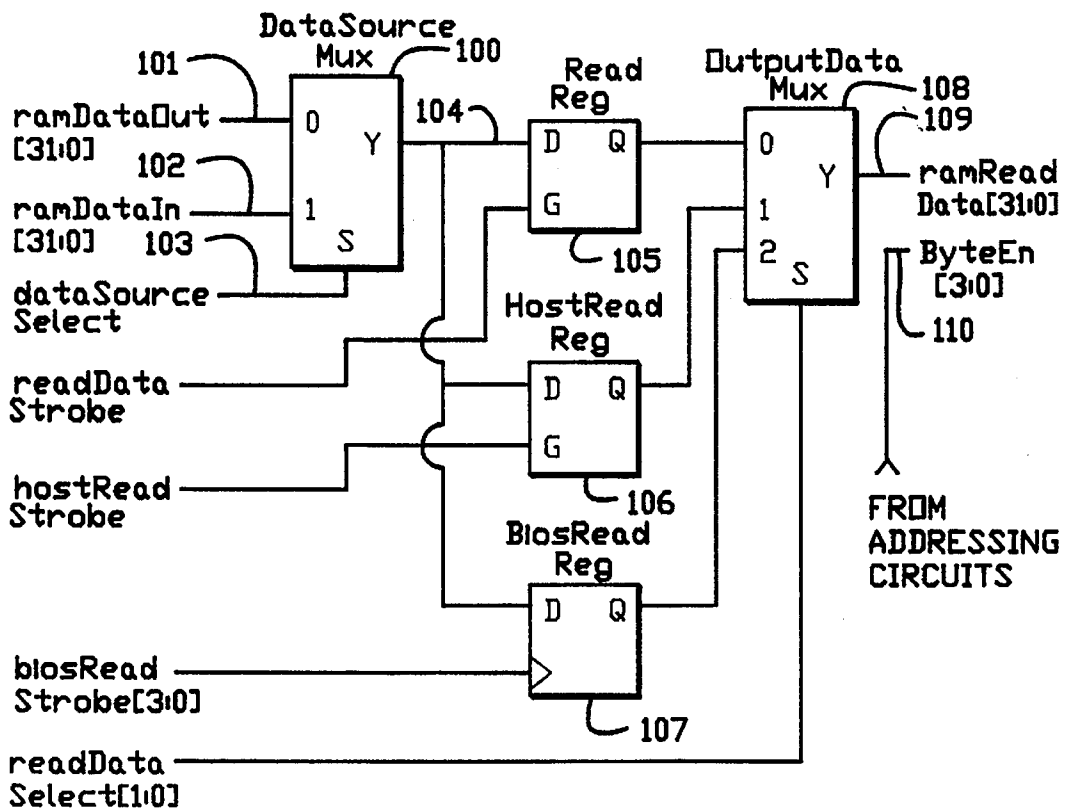 DataSource
Mux
100
101
ramDataOut
[31:0]
0
Y
102
ramDataIn
[31:0]
1
S
103
dataSource
Select
readData
Strobe
hostRead
Strobe
biosRead
Strobe[3:0]
readData
Select[1:0]
104
Read
Reg
D Q
G
105
HostRead
Reg
D Q
G
106
BiosRead
Reg
D Q
107
OutputData
Mux
108
109
0
Y
1
2
S
ramRead
Data[31:0]
ByteEn
[3:0]
110
FROM
ADDRESSING
CIRCUITS